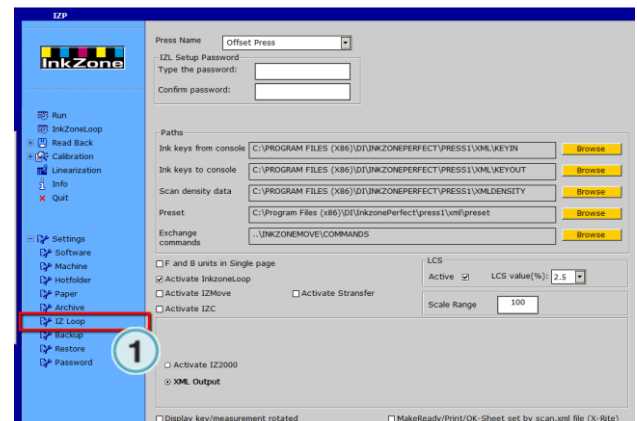 IZP
InkZone
Run
InkZoneLoop
Read Back
Calibration
Linearization
Info
Quit
Settings
Software
Machine
Hotfolder
Paper
Archive
IZ Loop
Backup
Restore
Password
1
Press Name Offset Press
IZL Setup Password
Type the password:
Confirm password:
Paths
Ink keys from console C:\PROGRAM FILES (X86)\DI\INKZONEPERFECT\PRESS1\XML\KEYIN Browse
Ink keys to console C:\PROGRAM FILES (X86)\DI\INKZONEPERFECT\PRESS1\XML\KEYOUT Browse
Scan density data C:\PROGRAM FILES (X86)\DI\INKZONEPERFECT\PRESS1\XMLDENSITY Browse
Preset C:\Program Files (x86)\DI\InkzonePerfect\press1\xml\preset Browse
Exchange
commands ..\INKZONEMOVE\COMMANDS Browse
F and B units in Single page
Activate InkzoneLoop
Activate IZMove Activate Stransfer
Activate IZC
LCS
Active LCS value(%): 2.5
Scale Range 100
Activate IZ2000
XML Output
Display key/measurement rotated MakeReady/Print/OK-Sheet set by scan.xml file (X-Rite)